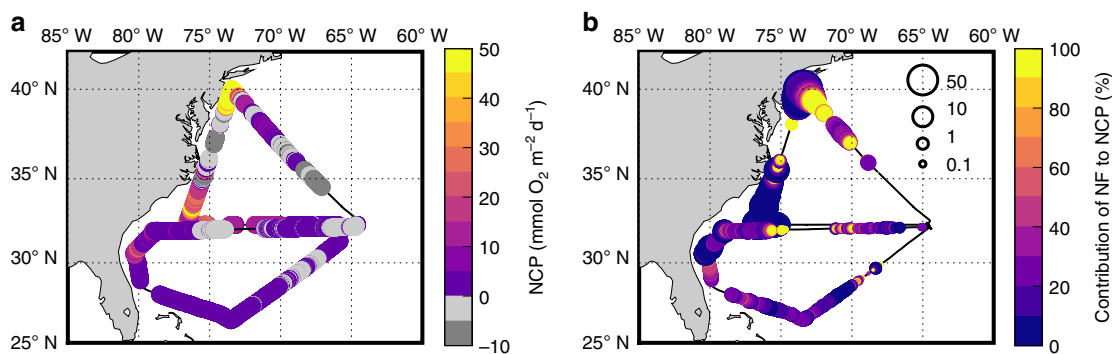 a
85° W 80° W 75° W 70° W 65° W 60° W
40° N
35° N
30° N
25° N
50
40
30
20
10
0
–10
NCP (mmol O₂ m⁻² d⁻¹)
b
85° W 80° W 75° W 70° W 65° W 60° W
40° N
35° N
30° N
25° N
50
10
1
0.1
100
80
60
40
20
0
Contribution of NF to NCP (%)